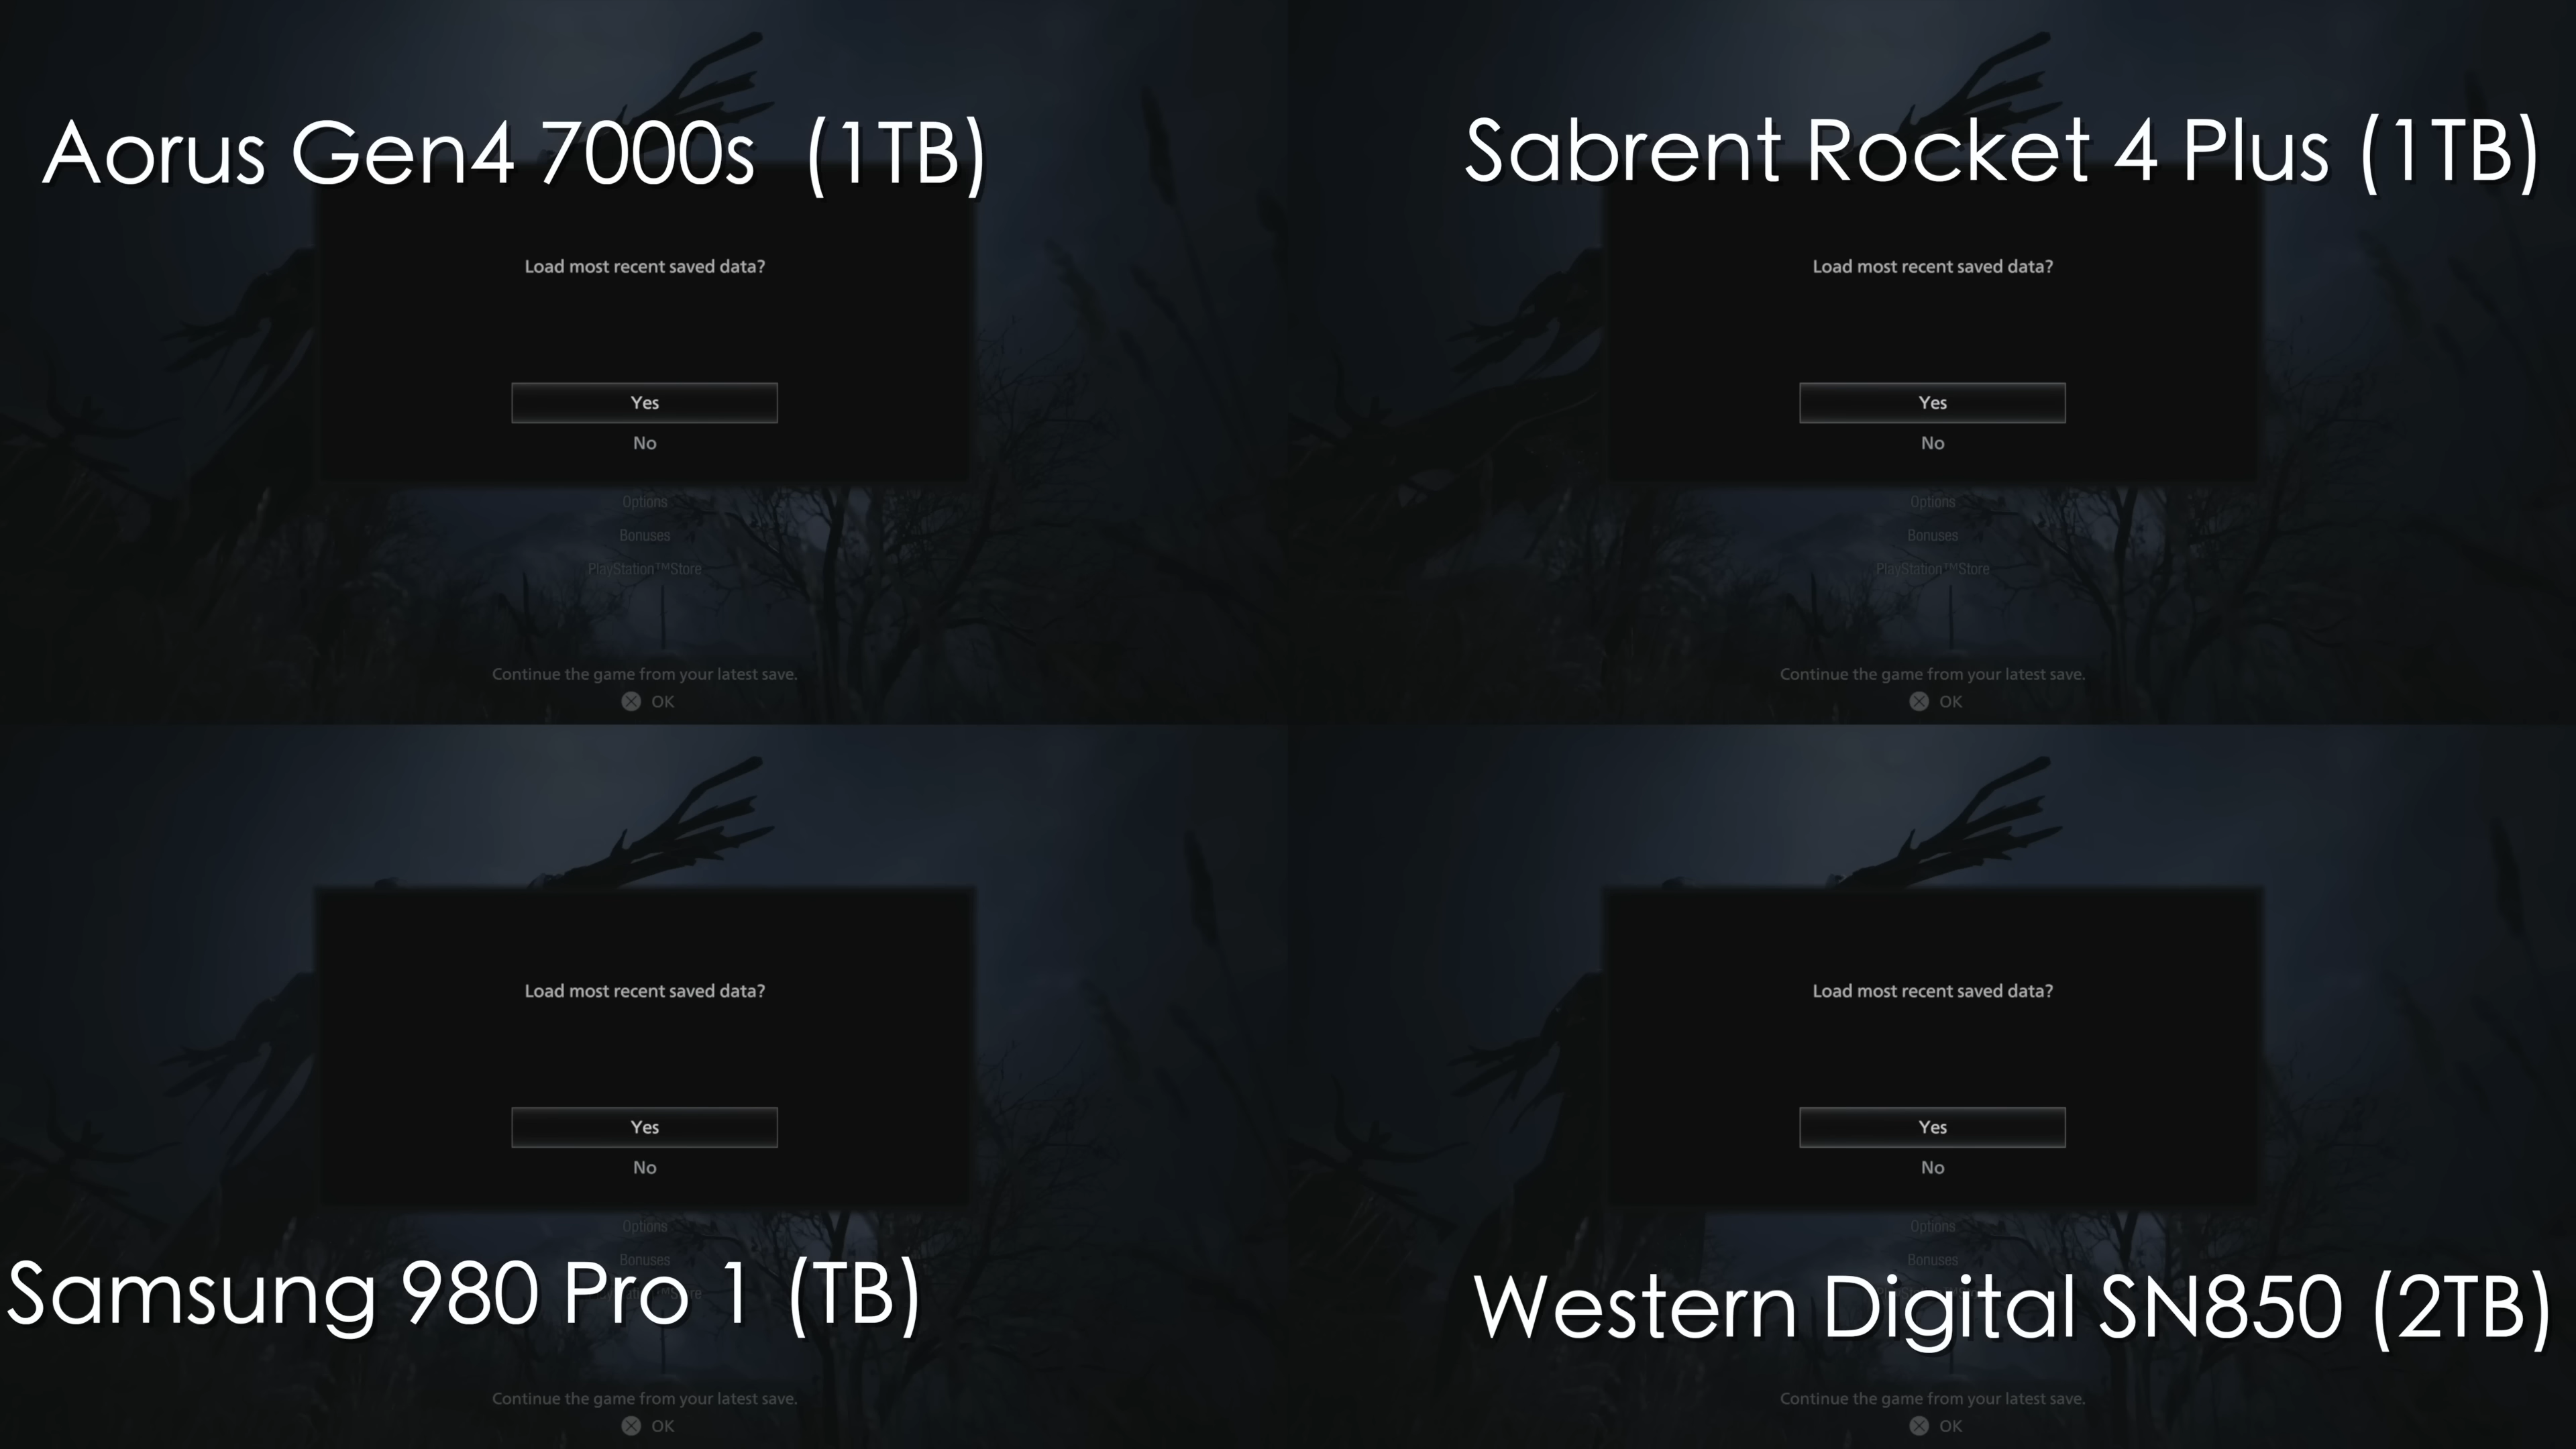 Aorus Gen4 7000s (1TB)
Load most recent saved data?
Yes
No
Options
Bonuses
PlayStation™Store
Continue the game from your latest save.
OK
Sabrent Rocket 4 Plus (1TB)
Load most recent saved data?
Yes
No
Options
Bonuses
PlayStation™Store
Continue the game from your latest save.
OK
Load most recent saved data?
Yes
No
Options
Bonuses
Samsung 980 Pro 1 (TB)
Continue the game from your latest save.
OK
Load most recent saved data?
Yes
No
Options
Bonuses
Western Digital SN850 (2TB)
Continue the game from your latest save.
OK